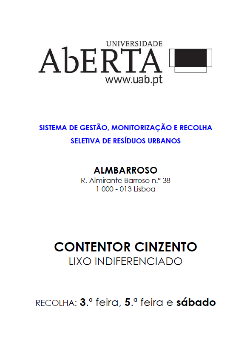 UNIVERSIDADE
AbERTA
www.uab.pt
SISTEMA DE GESTÃO, MONITORIZAÇÃO E RECOLHA
SELETIVA DE RESÍDUOS URBANOS
ALMBARROSO
R. Almirante Barroso n.º 38
1 000 - 013 Lisboa
CONTENTOR CINZENTO
LIXO INDIFERENCIADO
RECOLHA: 3.ª feira, 5.ª feira e sábado